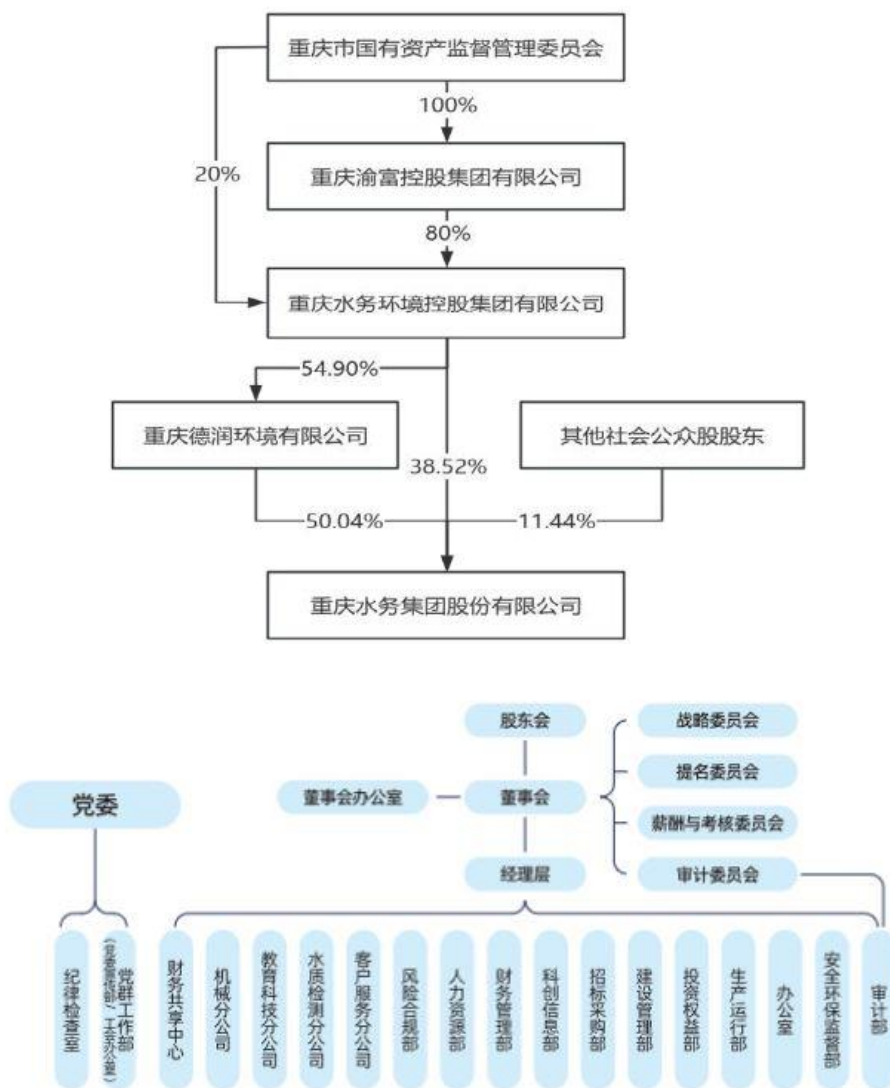 重庆市国有资产监督管理委员会
100%
20%
重庆渝富控股集团有限公司
80%
重庆水务环境控股集团有限公司
54.90%
重庆德润环境有限公司
其他社会公众股股东
38.52%
50.04%
11.44%
重庆水务集团股份有限公司
股东会
战略委员会
提名委员会
党委
董事会办公室
董事会
薪酬与考核委员会
经理层
审计委员会
纪律检查室
党群工作部
(党委宣传部/工会办公室)
财务共享中心
机械分公司
教育科技分公司
水质检测分公司
客户服务分公司
风险合规部
人力资源部
财务管理部
科创信息部
招标采购部
建设管理部
投资权益部
生产运行部
办公室
安全环保监督部
审计部